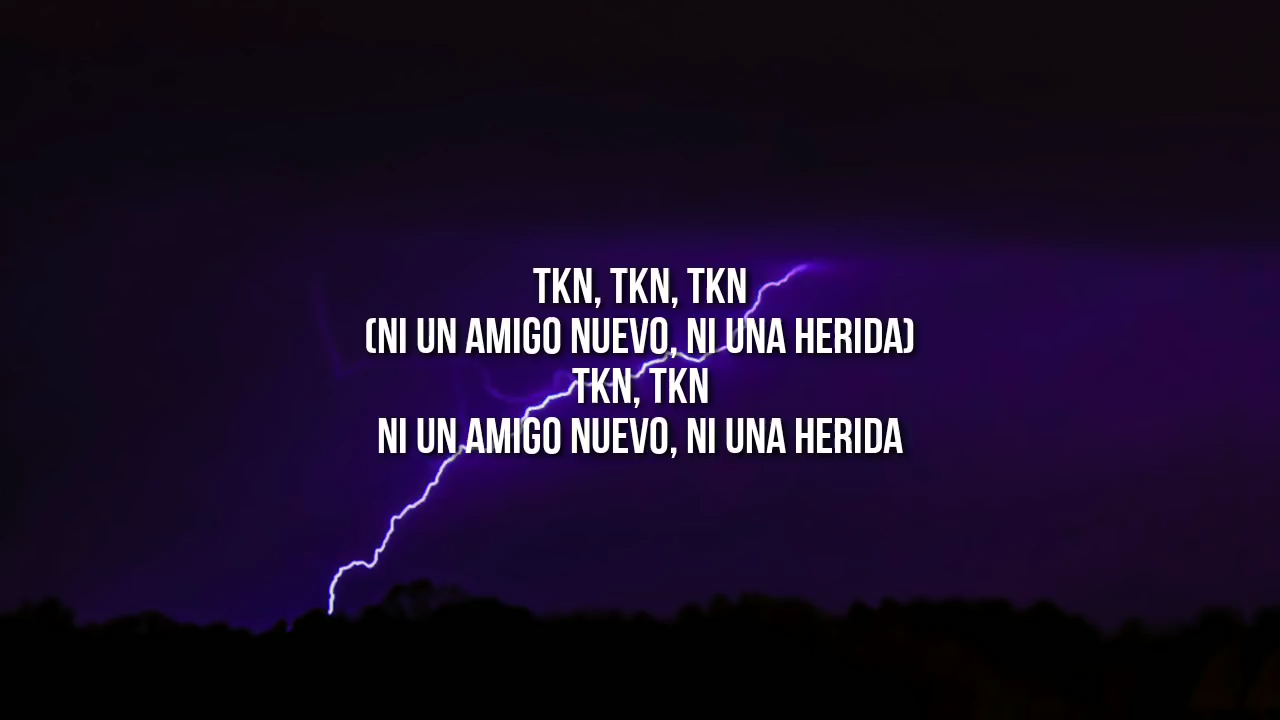 TKN, TKN, TKN
(NI UN AMIGO NUEVO, NI UNA HERIDA)
TKN, TKN
NI UN AMIGO NUEVO, NI UNA HERIDA